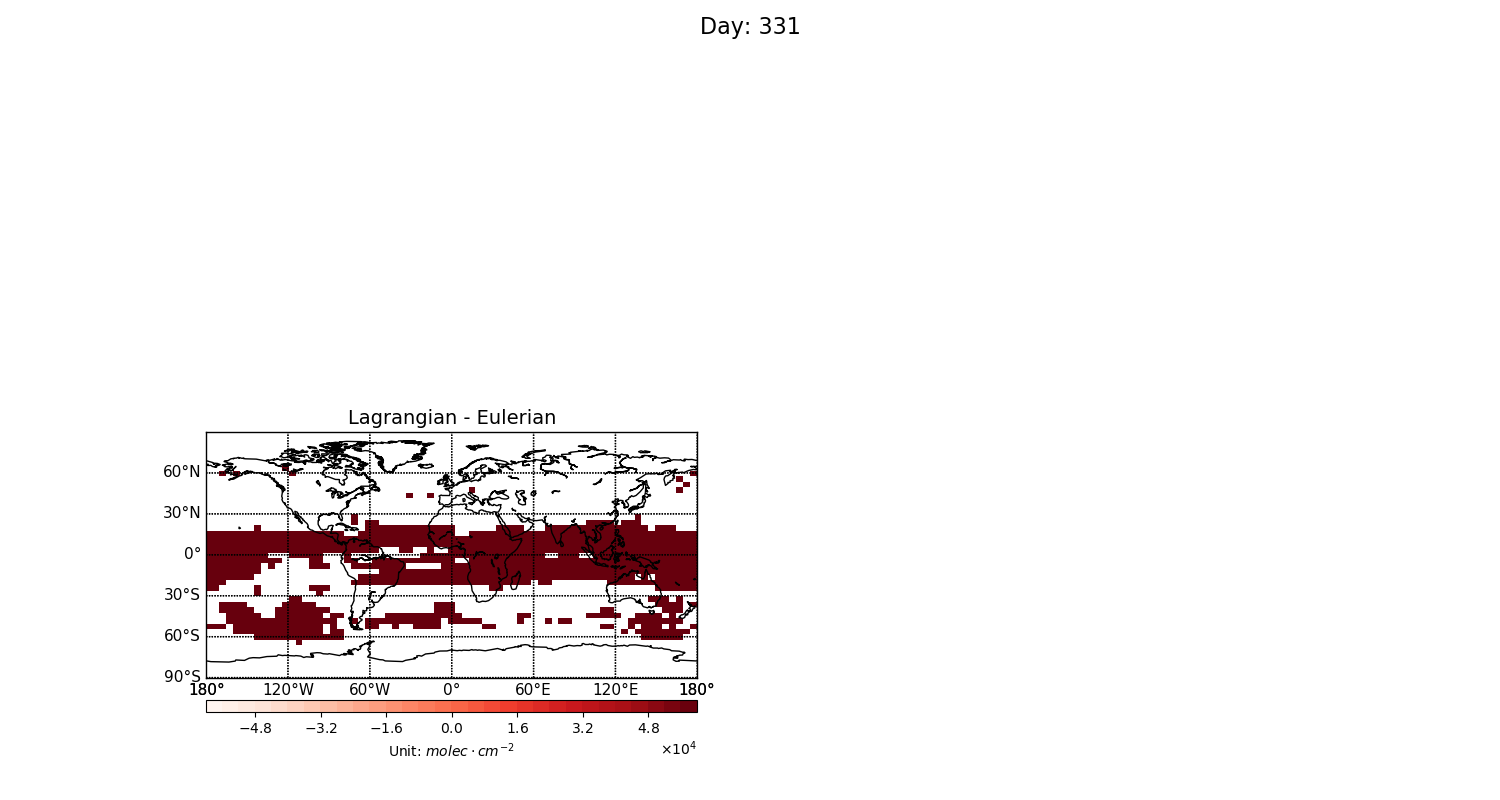 Day: 331
Lagrangian - Eulerian
60°N
30°N
0°
30°S
60°S
90°S
180° 120°W 60°W 0° 60°E 120°E 180°
−4.8 −3.2 −1.6 0.0 1.6 3.2 4.8
×10⁴
Unit: molec · cm⁻²